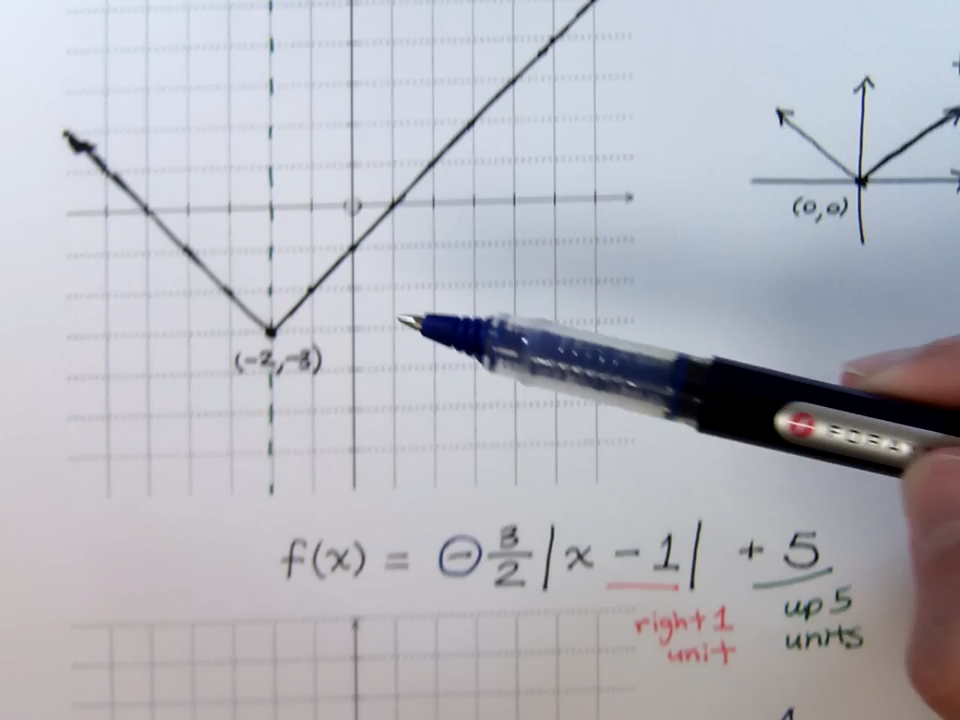 (0,0)
(-2,-3)
f(x) = -3/2|x - 1| + 5
right 1
unit
up 5
units